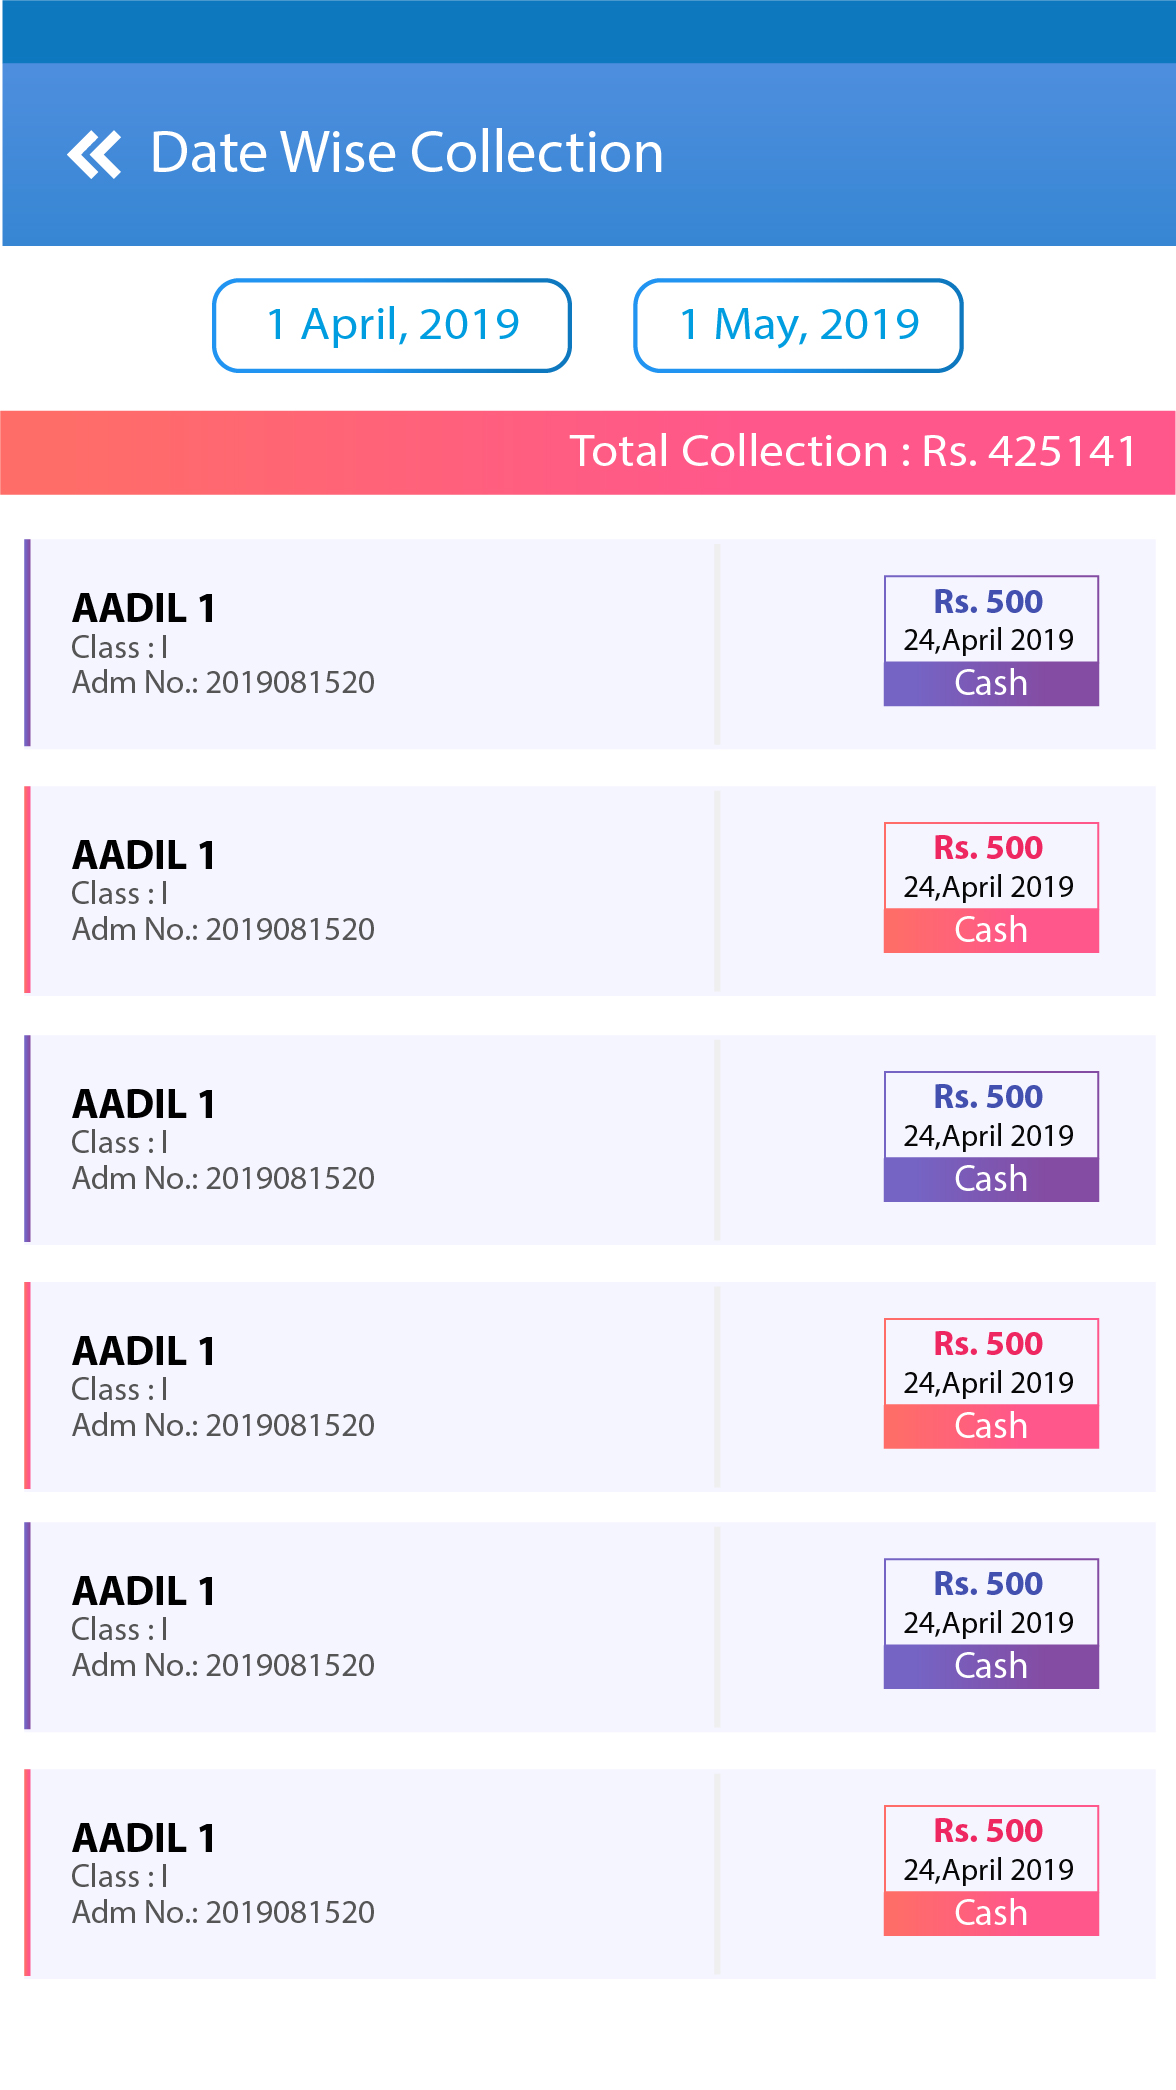 Date Wise Collection
1 April, 2019
1 May, 2019
Total Collection : Rs. 425141
AADIL 1
Class : I
Adm No.: 2019081520
Rs. 500
24,April 2019
Cash
AADIL 1
Class : I
Adm No.: 2019081520
Rs. 500
24,April 2019
Cash
AADIL 1
Class : I
Adm No.: 2019081520
Rs. 500
24,April 2019
Cash
AADIL 1
Class : I
Adm No.: 2019081520
Rs. 500
24,April 2019
Cash
AADIL 1
Class : I
Adm No.: 2019081520
Rs. 500
24,April 2019
Cash
AADIL 1
Class : I
Adm No.: 2019081520
Rs. 500
24,April 2019
Cash